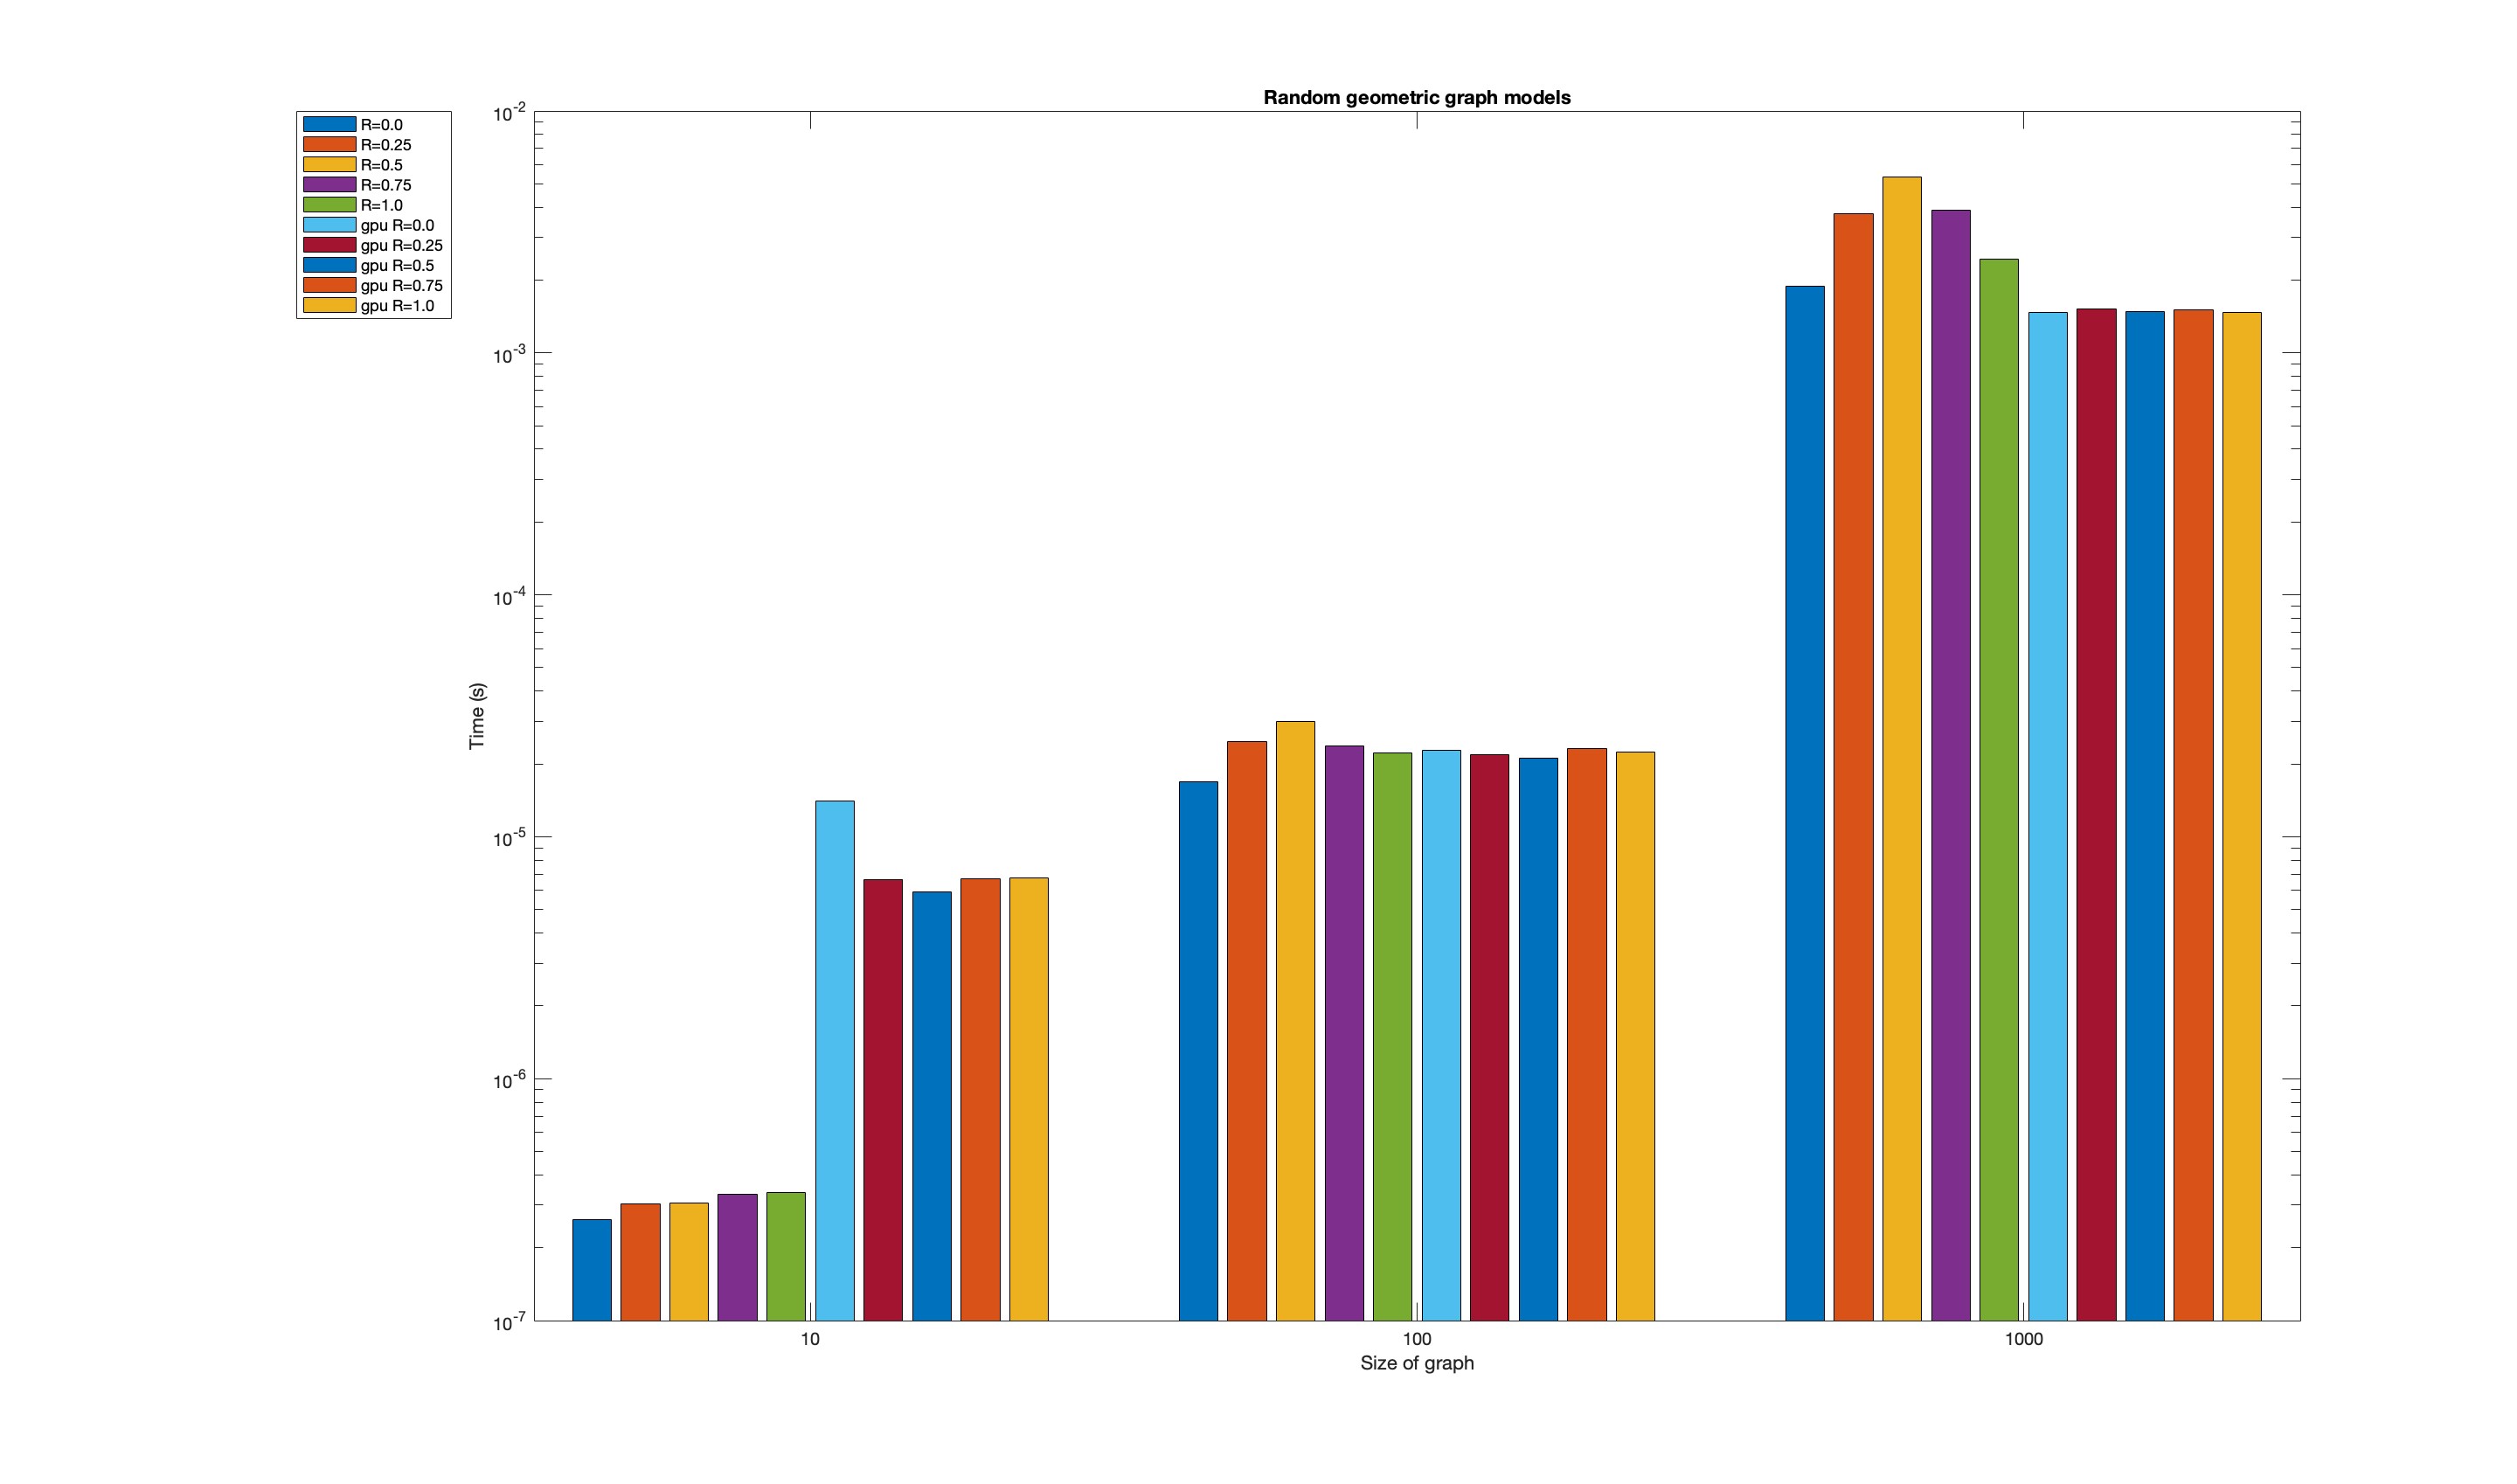 Random geometric graph models
R=0.0
R=0.25
R=0.5
R=0.75
R=1.0
gpu R=0.0
gpu R=0.25
gpu R=0.5
gpu R=0.75
gpu R=1.0
10^-2
10^-3
10^-4
10^-5
10^-6
10^-7
Time (s)
10 100 1000
Size of graph